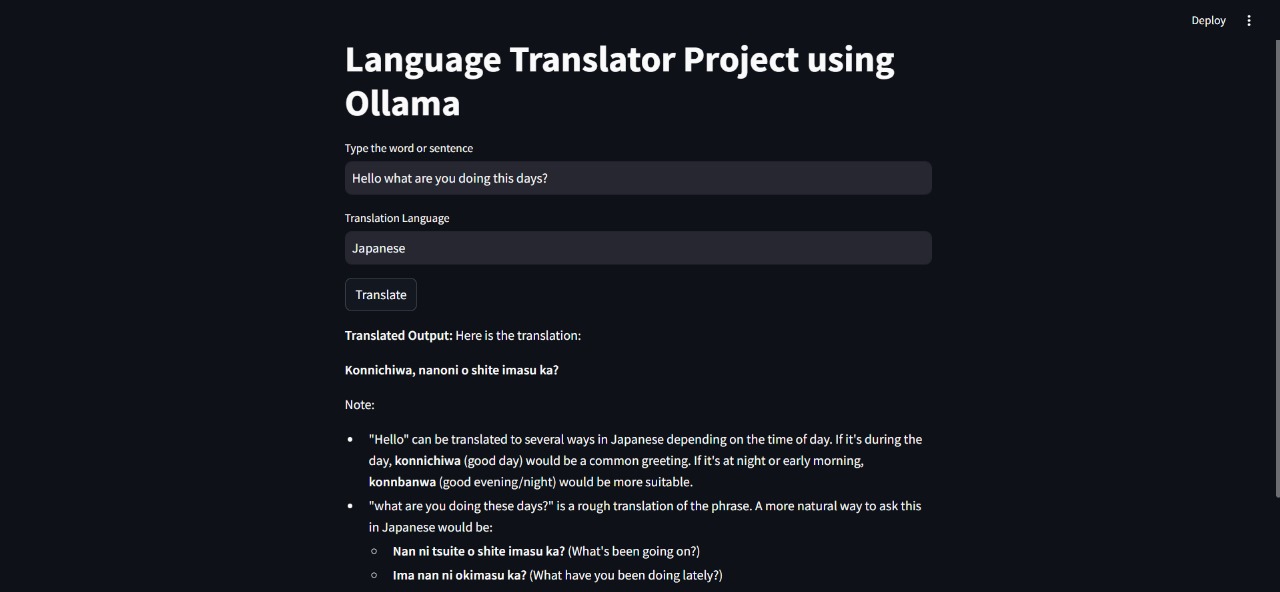 Deploy
Language Translator Project using
Ollama
Type the word or sentence
Hello what are you doing this days?
Translation Language
Japanese
Translate
Translated Output: Here is the translation:
Konnichiwa, nanoni o shite imasu ka?
Note:
"Hello" can be translated to several ways in Japanese depending on the time of day. If it's during the
day, konnichiwa (good day) would be a common greeting. If it's at night or early morning,
konnbanwa (good evening/night) would be more suitable.
"what are you doing these days?" is a rough translation of the phrase. A more natural way to ask this
in Japanese would be:
Nan ni tsuite o shite imasu ka? (What's been going on?)
Ima nan ni okimasu ka? (What have you been doing lately?)